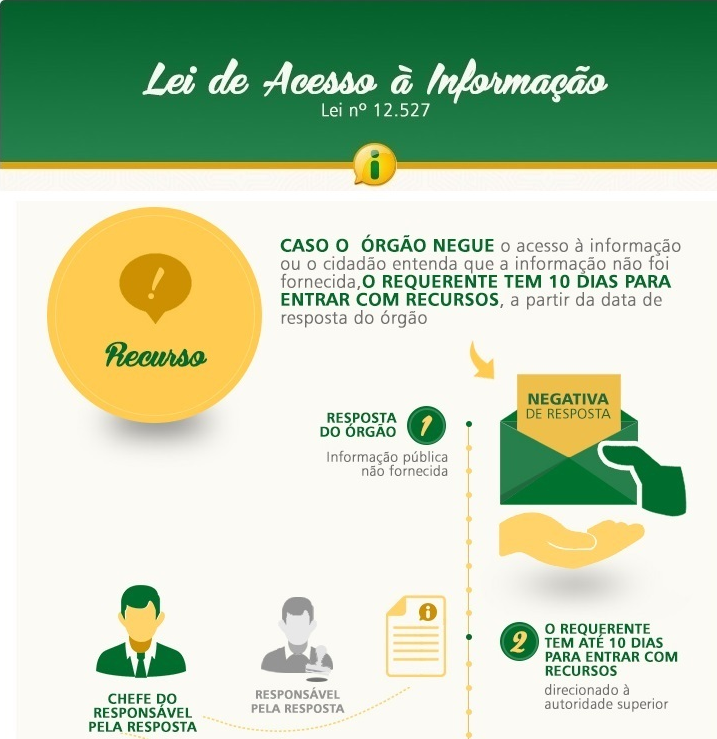 Lei de Acesso à Informação
Lei nº 12.527
i
!
Recurso
CASO O ÓRGÃO NEGUE o acesso à informação
ou o cidadão entenda que a informação não foi
fornecida,O REQUERENTE TEM 10 DIAS PARA
ENTRAR COM RECURSOS, a partir da data de
resposta do órgão
NEGATIVA
DE RESPOSTA
RESPOSTA
DO ÓRGÃO
1
Informação pública
não fornecida
i
2
O REQUERENTE
TEM ATÉ 10 DIAS
PARA ENTRAR COM
RECURSOS
direcionado à
autoridade superior
CHEFE DO
RESPONSÁVEL
PELA RESPOSTA
RESPONSÁVEL
PELA RESPOSTA